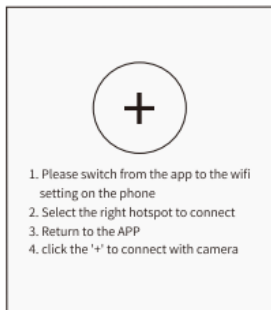 1. Please switch from the app to the wifi
setting on the phone
2. Select the right hotspot to connect
3. Return to the APP
4. click the '+' to connect with camera